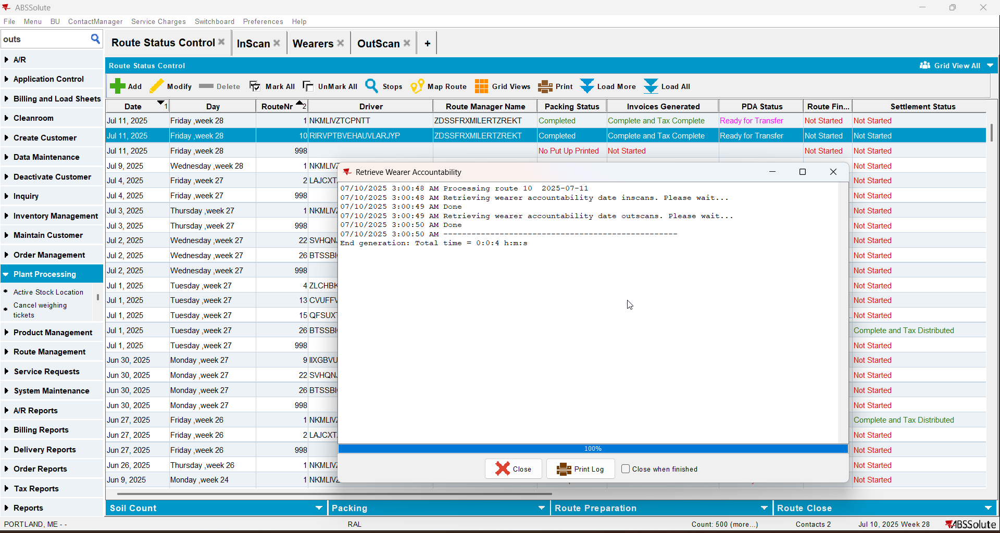 ABSSolute
File Menu BU ContactManager Service Charges Switchboard Preferences Help
outs
Route Status Control InScan Wearers OutScan +
Route Status Control Grid View All
Add Modify Delete Mark All UnMark All Stops Map Route Grid Views Print Load More Load All
A/R
Application Control
Billing and Load Sheets
Cleanroom
Create Customer
Data Maintenance
Deactivate Customer
Inquiry
Inventory Management
Maintain Customer
Order Management
Plant Processing
Active Stock Location
Cancel weighing
tickets
Product Management
Route Management
Service Requests
System Maintenance
A/R Reports
Billing Reports
Delivery Reports
Order Reports
Tax Reports
Reports
Date 1 Day RouteNr 2 Driver Route Manager Name Packing Status Invoices Generated PDA Status Route Fin... Settlement Status
Jul 11, 2025 Friday ,week 28 1 NKMLIVZTCPNTT ZDSSFRXMILERTZREKT Completed Complete and Tax Complete Ready for Transfer Not Started Not Started
Jul 11, 2025 Friday ,week 28 10 RIRVPTBVEHAUVLARJYP ZDSSFRXMILERTZREKT Completed Complete and Tax Complete Ready for Transfer Not Started Not Started
Jul 11, 2025 Friday ,week 28 998 No Put Up Printed Not Started Not Started Not Started
Jul 9, 2025 Wednesday ,week 28 1 NKMLIVZ Not Started
Jul 4, 2025 Friday ,week 27 2 LAJCXT Not Started
Jul 4, 2025 Friday ,week 27 998 Not Started
Jul 3, 2025 Thursday ,week 27 1 NKMLIVZ Not Started
Jul 3, 2025 Thursday ,week 27 998 Not Started
Jul 2, 2025 Wednesday ,week 27 22 SVHQN Not Started
Jul 2, 2025 Wednesday ,week 27 26 BTSSBI Not Started
Jul 2, 2025 Wednesday ,week 27 998 Not Started
Jul 1, 2025 Tuesday ,week 27 4 ZLCHBK Not Started
Jul 1, 2025 Tuesday ,week 27 13 CVUFFV Not Started
Jul 1, 2025 Tuesday ,week 27 15 QFSUXT Not Started
Jul 1, 2025 Tuesday ,week 27 26 BTSSBI Complete and Tax Distributed
Jul 1, 2025 Tuesday ,week 27 998 Not Started
Jun 30, 2025 Monday ,week 27 9 IIXGBVU Not Started
Jun 30, 2025 Monday ,week 27 22 SVHQN Not Started
Jun 30, 2025 Monday ,week 27 26 BTSSBI Not Started
Jun 30, 2025 Monday ,week 27 998 Not Started
Jun 27, 2025 Friday ,week 26 1 NKMLIVZ Complete and Tax Distributed
Jun 27, 2025 Friday ,week 26 2 LAJCXT Not Started
Jun 27, 2025 Friday ,week 26 998 Not Started
Jun 26, 2025 Thursday ,week 26 1 NKMLIVZ Not Started
Jun 9, 2025 Monday ,week 24 1 NKMLIVZ Not Started
Retrieve Wearer Accountability
07/10/2025 3:00:48 AM Processing route 10 2025-07-11
07/10/2025 3:00:48 AM Retrieving wearer accountability date inscans. Please wait...
07/10/2025 3:00:49 AM Done
07/10/2025 3:00:49 AM Retrieving wearer accountability date outscans. Please wait...
07/10/2025 3:00:50 AM Done
07/10/2025 3:00:50 AM --------------------------------------------------
End generation: Total time = 0:0:4 h:m:s
100%
Close Print Log Close when finished
Soil Count Packing Route Preparation Route Close
PORTLAND, ME - - RAL Count: 500 (more...) Contacts 2 Jul 10, 2025 Week 28 ABSSolute